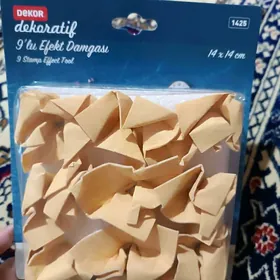 DEKOR
1425
dekoratif
9'lu Efekt Damgası
9 Stamp Effect Tool
14 x 14 cm